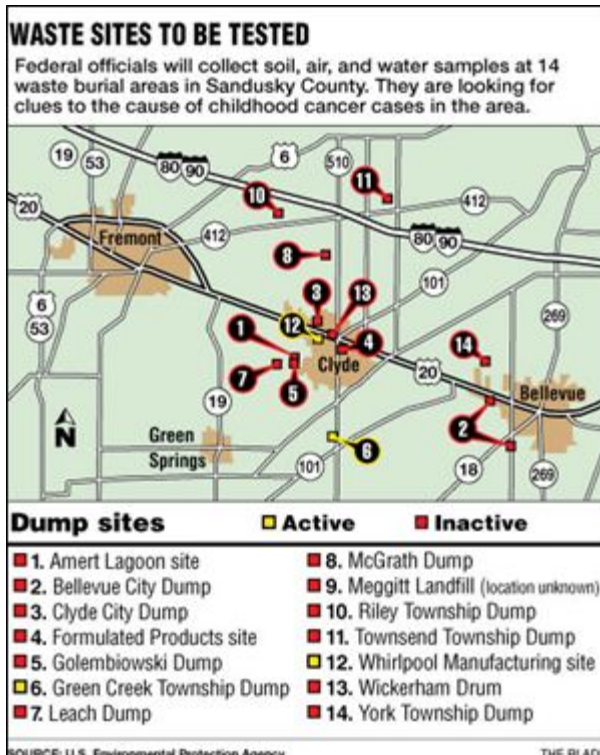 WASTE SITES TO BE TESTED
Federal officials will collect soil, air, and water samples at 14
waste burial areas in Sandusky County. They are looking for
clues to the cause of childhood cancer cases in the area.
19
53
80
90
6
510
11
20
10
412
412
Fremont
80
90
8
101
6
53
3
13
269
12
1
4
14
Clyde
7
5
20
Bellevue
19
N
2
Green
Springs
6
101
18
269
Dump sites
Active
Inactive
1. Amert Lagoon site
2. Bellevue City Dump
3. Clyde City Dump
4. Formulated Products site
5. Golembiowski Dump
6. Green Creek Township Dump
7. Leach Dump
8. McGrath Dump
9. Meggitt Landfill (location unknown)
10. Riley Township Dump
11. Townsend Township Dump
12. Whirlpool Manufacturing site
13. Wickerham Drum
14. York Township Dump
SOURCE: U.S. Environmental Protection Agency
THE BLADE